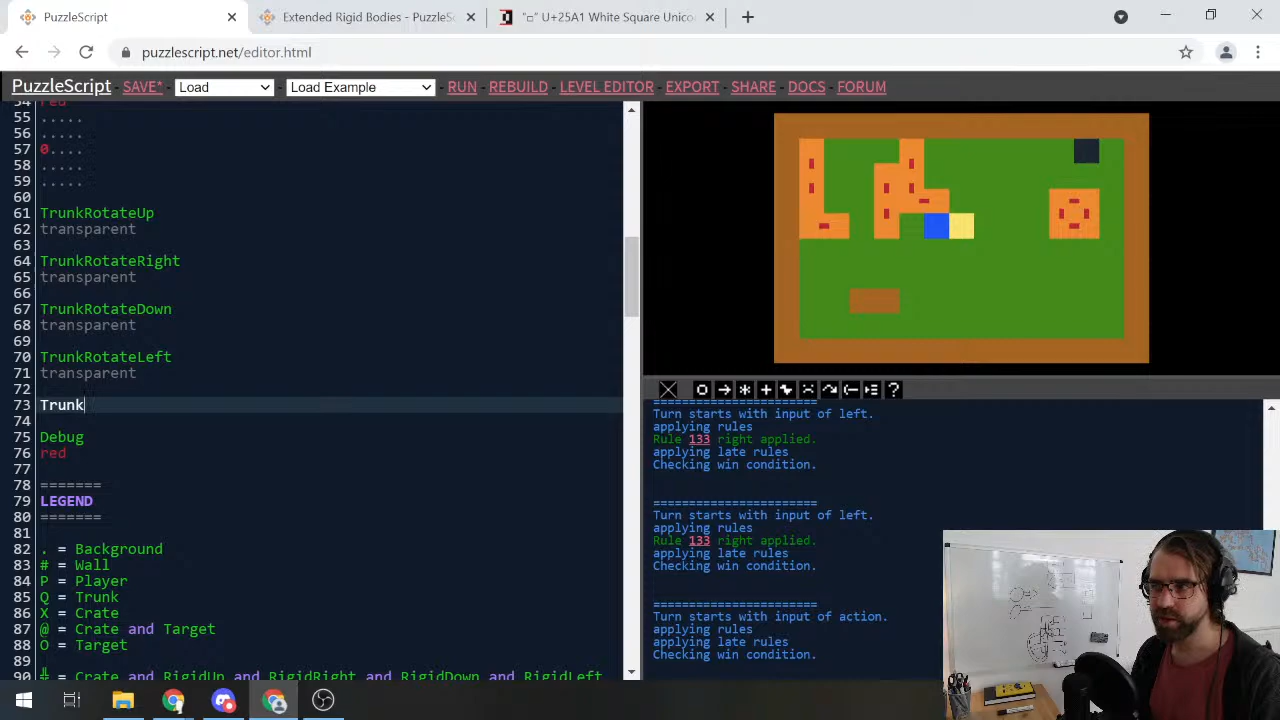 PuzzleScript
Extended Rigid Bodies - PuzzleSc
"□" U+25A1 White Square Unico
puzzlescript.net/editor.html
PuzzleScript SAVE* - Load Load Example RUN - REBUILD - LEVEL EDITOR - EXPORT - SHARE - DOCS - FORUM
54 red
55 .....
56 .....
57 0....
58 .....
59 .....
60
61 TrunkRotateUp
62 transparent
63
64 TrunkRotateRight
65 transparent
66
67 TrunkRotateDown
68 transparent
69
70 TrunkRotateLeft
71 transparent
72
73 Trunk
74
75 Debug
76 red
77
78 =======
79 LEGEND
80 =======
81
82 . = Background
83 # = Wall
84 P = Player
85 Q = Trunk
86 X = Crate
87 @ = Crate and Target
88 O = Target
89
90 ╬ = Crate and RigidUp and RigidRight and RigidDown and RigidLeft
=======================
Turn starts with input of left.
applying rules
Rule 133 right applied.
applying late rules
Checking win condition.
=======================
Turn starts with input of left.
applying rules
Rule 133 right applied.
applying late rules
Checking win condition.
=======================
Turn starts with input of action.
applying rules
applying late rules
Checking win condition.